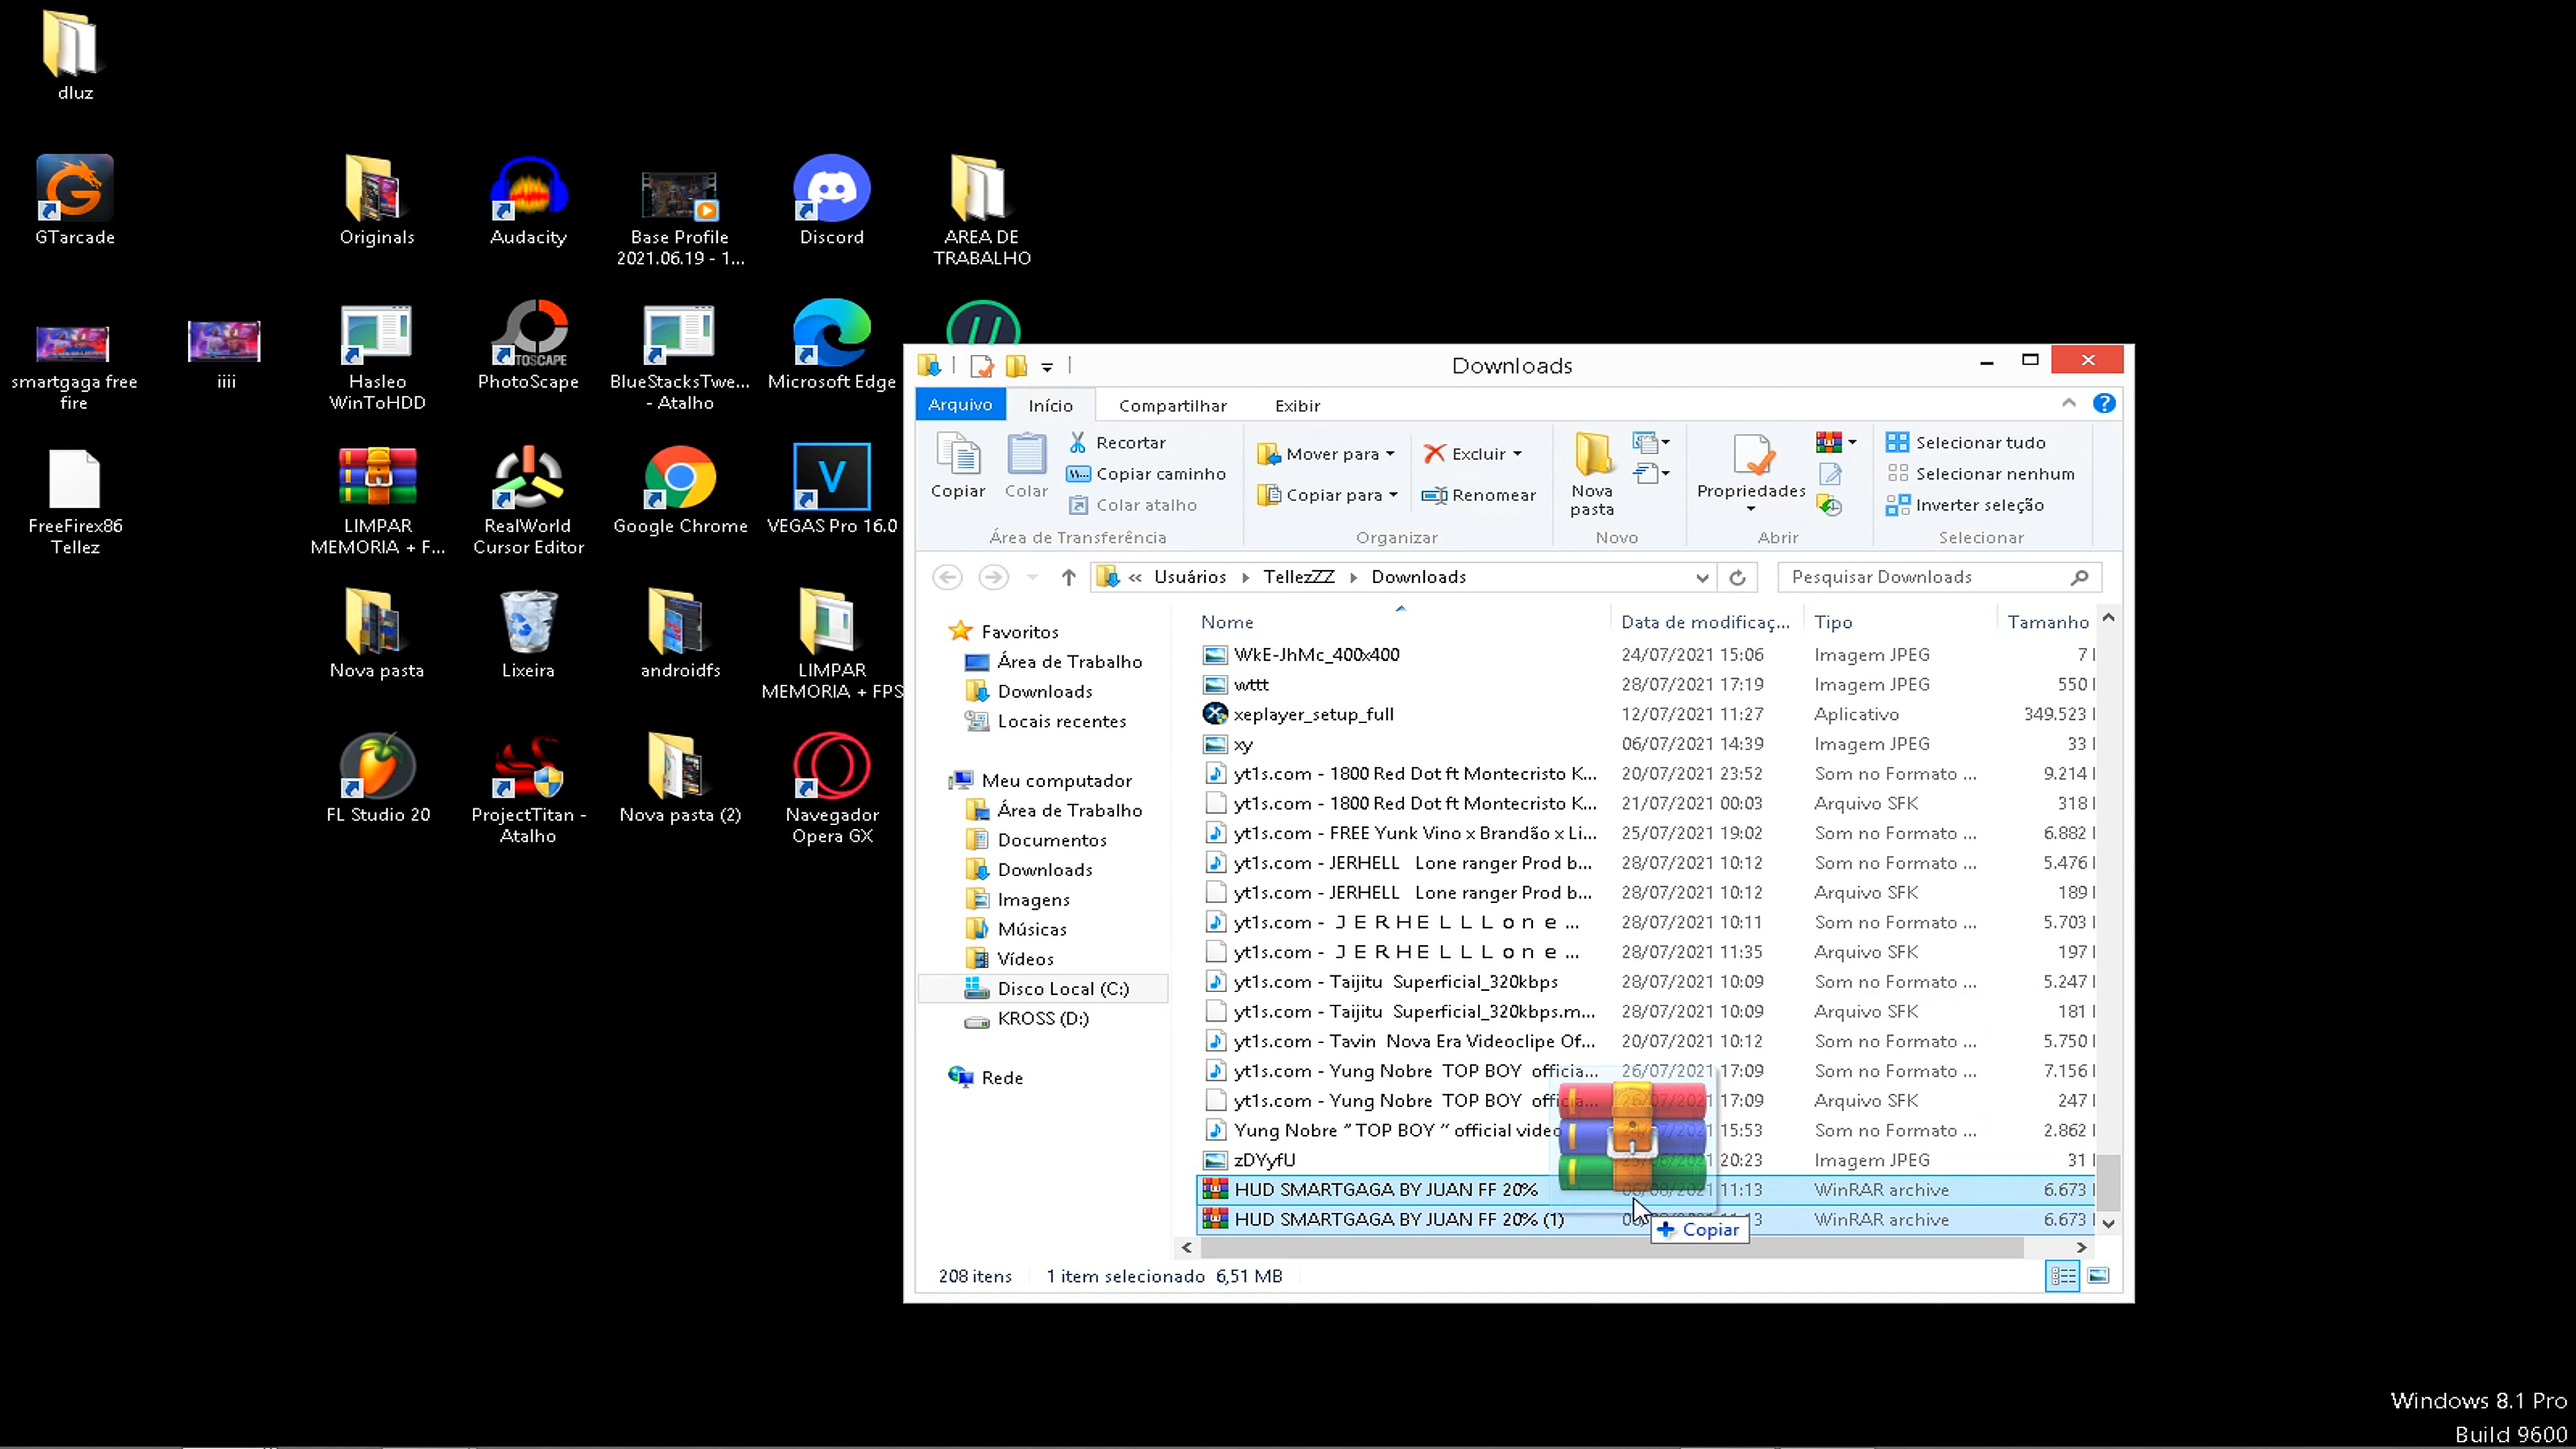 dluz
GTarcade
Originals
Audacity
Base Profile
2021.06.19 - 1...
Discord
AREA DE
TRABALHO
smartgaga free
fire
iiii
Hasleo
WinToHDD
PhotoScape
BlueStacksTwe...
- Atalho
Microsoft Edge
FreeFirex86
Tellez
LIMPAR
MEMORIA + F...
RealWorld
Cursor Editor
Google Chrome
VEGAS Pro 16.0
Nova pasta
Lixeira
androidfs
LIMPAR
MEMORIA + FPS
FL Studio 20
ProjectTitan -
Atalho
Nova pasta (2)
Navegador
Opera GX
Downloads
Arquivo
Início
Compartilhar
Exibir
Copiar
Colar
Recortar
Copiar caminho
Colar atalho
Área de Transferência
Mover para
Copiar para
Excluir
Renomear
Organizar
Nova
pasta
Novo
Propriedades
Abrir
Selecionar tudo
Selecionar nenhum
Inverter seleção
Selecionar
« Usuários TellezZZ Downloads
Pesquisar Downloads
Favoritos
Área de Trabalho
Downloads
Locais recentes
Meu computador
Área de Trabalho
Documentos
Downloads
Imagens
Músicas
Vídeos
Disco Local (C:)
KROSS (D:)
Rede
Nome Data de modificaç... Tipo Tamanho
WkE-JhMc_400x400 24/07/2021 15:06 Imagem JPEG 7
wttt 28/07/2021 17:19 Imagem JPEG 550
xeplayer_setup_full 12/07/2021 11:27 Aplicativo 349.523
xy 06/07/2021 14:39 Imagem JPEG 33
yt1s.com - 1800 Red Dot ft Montecristo K... 20/07/2021 23:52 Som no Formato ... 9.214
yt1s.com - 1800 Red Dot ft Montecristo K... 21/07/2021 00:03 Arquivo SFK 318
yt1s.com - FREE Yunk Vino x Brandão x Li... 25/07/2021 19:02 Som no Formato ... 6.882
yt1s.com - JERHELL Lone ranger Prod b... 28/07/2021 10:12 Som no Formato ... 5.476
yt1s.com - JERHELL Lone ranger Prod b... 28/07/2021 10:12 Arquivo SFK 189
yt1s.com - ＪＥＲＨＥＬＬＬｏｎｅ ... 28/07/2021 10:11 Som no Formato ... 5.703
yt1s.com - ＪＥＲＨＥＬＬＬｏｎｅ ... 28/07/2021 11:35 Arquivo SFK 197
yt1s.com - Taijitu Superficial_320kbps 28/07/2021 10:09 Som no Formato ... 5.247
yt1s.com - Taijitu Superficial_320kbps.m... 28/07/2021 10:09 Arquivo SFK 181
yt1s.com - Tavin Nova Era Videoclipe Of... 20/07/2021 10:12 Som no Formato ... 5.750
yt1s.com - Yung Nobre TOP BOY officia... 26/07/2021 17:09 Som no Formato ... 7.156
yt1s.com - Yung Nobre TOP BOY officia... 26/07/2021 17:09 Arquivo SFK 247
Yung Nobre " TOP BOY " official video 15:53 Som no Formato ... 2.862
zDYyfU 20:23 Imagem JPEG 31
HUD SMARTGAGA BY JUAN FF 20% 06/08/2021 11:13 WinRAR archive 6.673
HUD SMARTGAGA BY JUAN FF 20% (1) WinRAR archive 6.673
Copiar
208 itens 1 item selecionado 6,51 MB
Windows 8.1 Pro
Build 9600